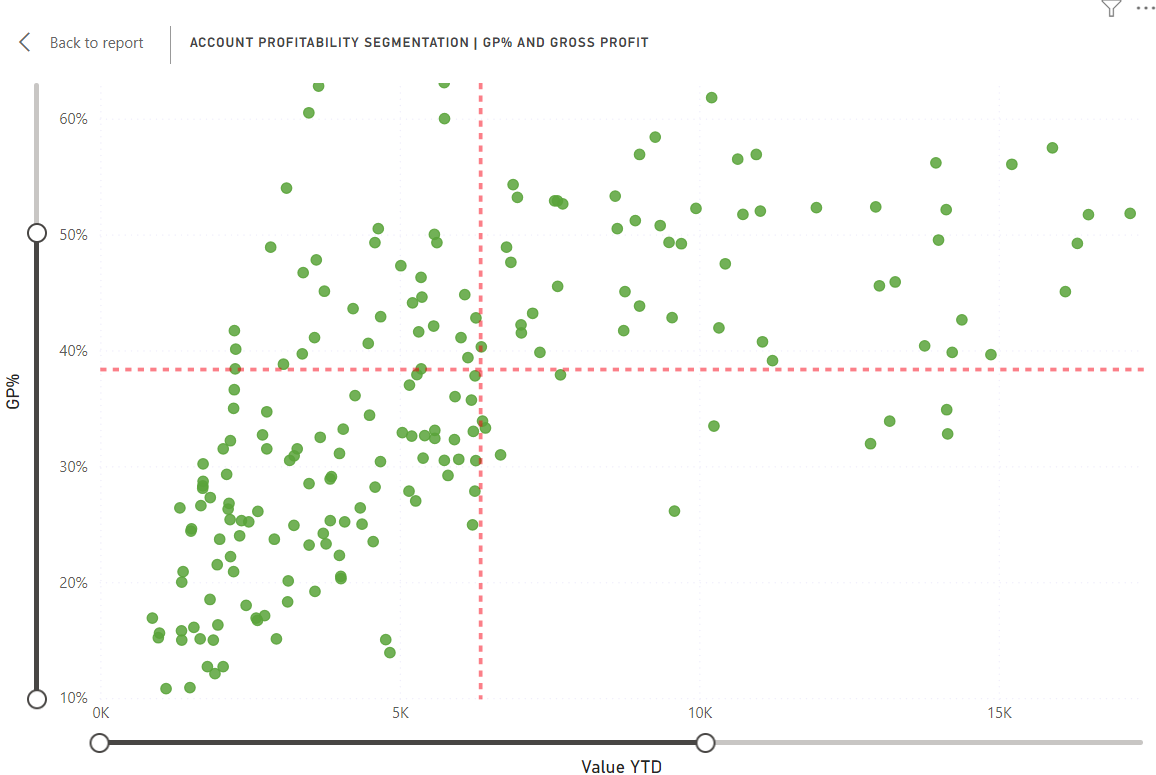 Back to report
ACCOUNT PROFITABILITY SEGMENTATION | GP% AND GROSS PROFIT
60%
50%
40%
30%
20%
10%
GP%
0K 5K 10K 15K
Value YTD